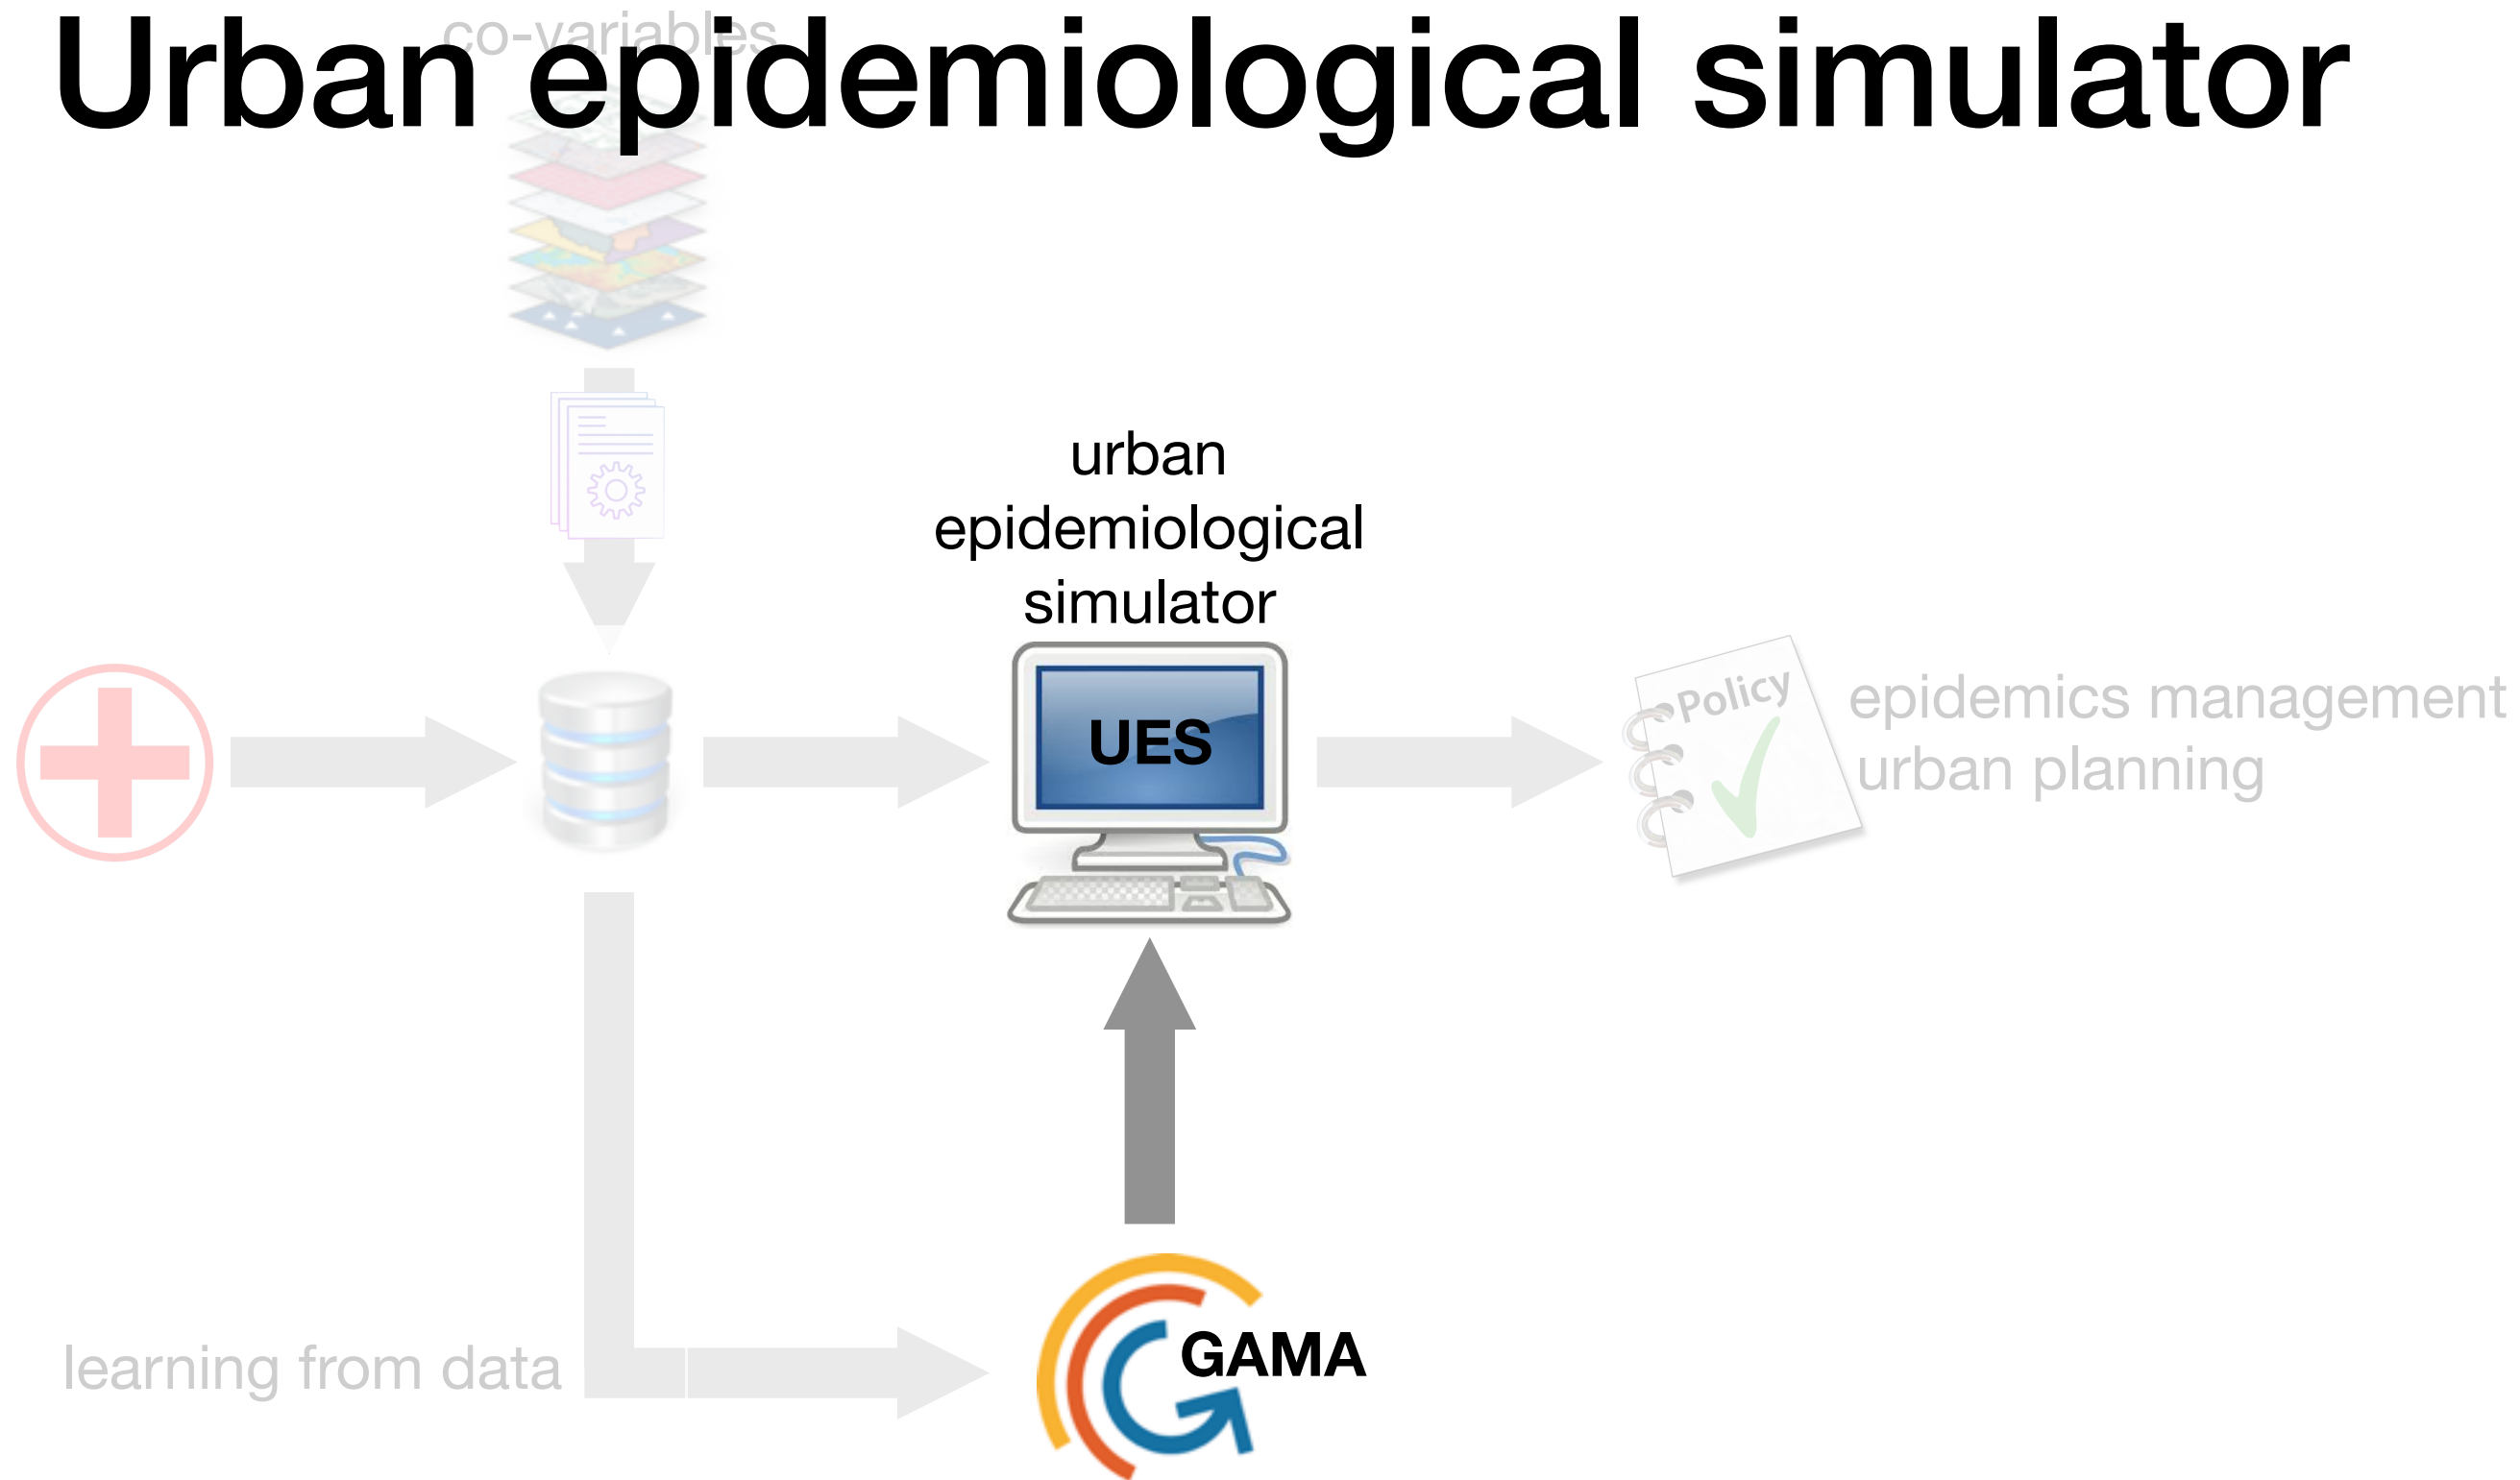 Urban epidemiological simulator
co-variables
urban
epidemiological
simulator
UES
Policy
epidemics management
urban planning
learning from data
GAMA